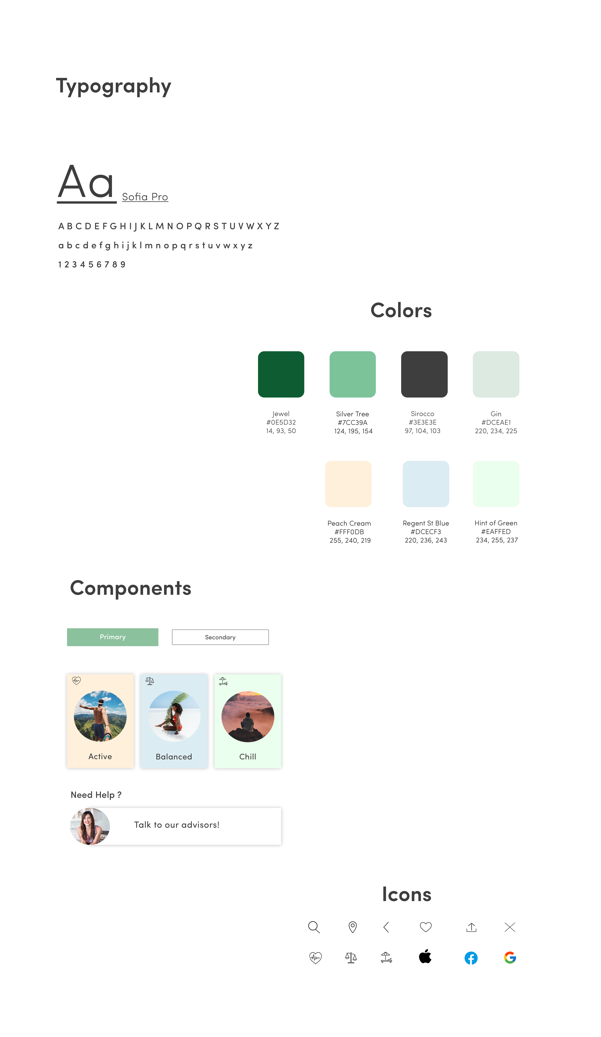 Typography
Aa Sofia Pro
A B C D E F G H I J K L M N O P Q R S T U V W X Y Z
a b c d e f g h i j k l m n o p q r s t u v w x y z
1 2 3 4 5 6 7 8 9
Colors
Jewel
#0E5D32
14, 93, 50
Silver Tree
#7CC39A
124, 195, 154
Sirocco
#3E3E3E
97, 104, 103
Gin
#DCEAE1
220, 234, 225
Peach Cream
#FFF0DB
255, 240, 219
Regent St Blue
#DCECF3
220, 236, 243
Hint of Green
#EAFFED
234, 255, 237
Components
Primary
Secondary
Active
Balanced
Chill
Need Help ?
Talk to our advisors!
Icons